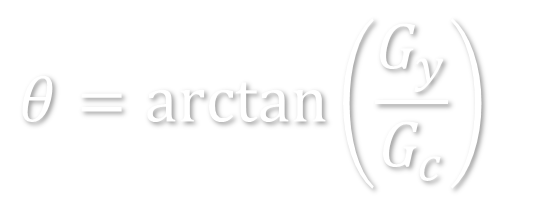 θ = arctan(G_y/G_c)